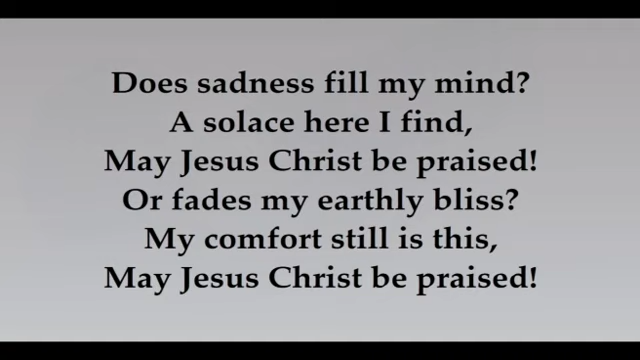 Does sadness fill my mind?
A solace here I find,
May Jesus Christ be praised!
Or fades my earthly bliss?
My comfort still is this,
May Jesus Christ be praised!